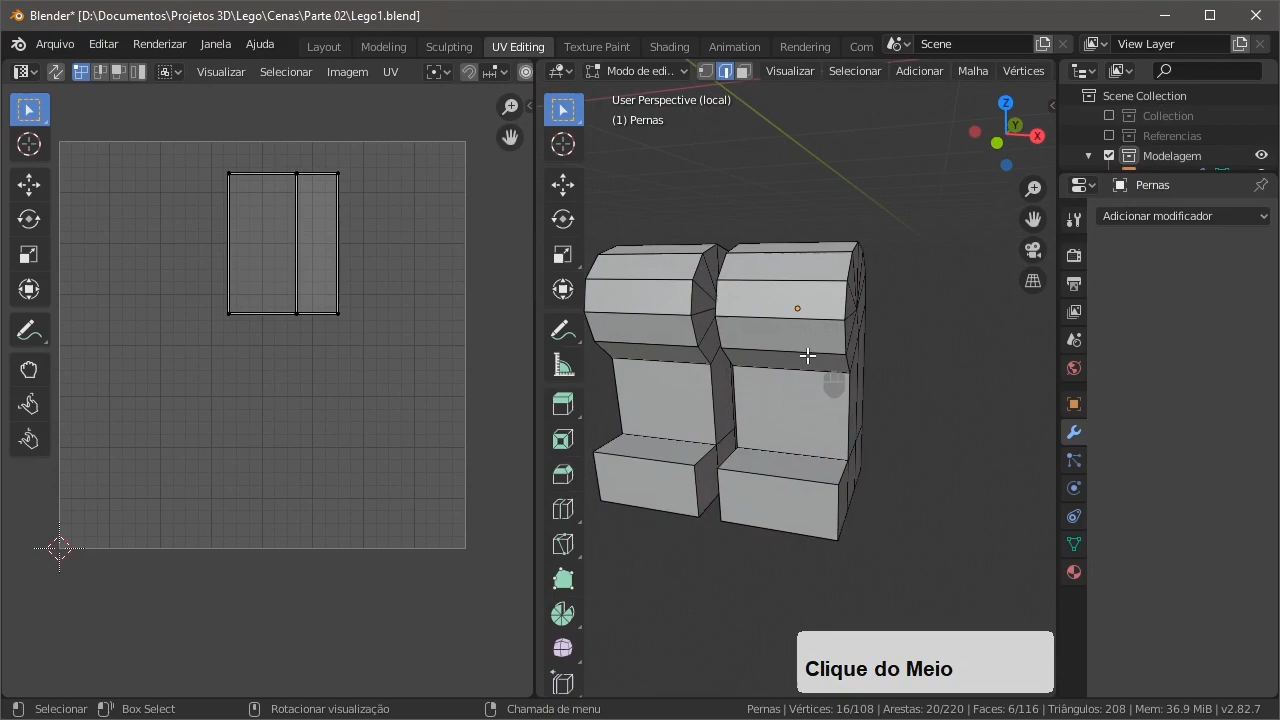 Blender* [D:\Documentos\Projetos 3D\Lego\Cenas\Parte 02\Lego1.blend]
Arquivo Editar Renderizar Janela Ajuda Layout Modeling Sculpting UV Editing Texture Paint Shading Animation Rendering Com Scene View Layer
Visualizar Selecionar Imagem UV Modo de edi.. Visualizar Selecionar Adicionar Malha Vértices
User Perspective (local)
(1) Pernas
Z
Y
X
Scene Collection
Collection
Referencias
Modelagem
Pernas
Adicionar modificador
Clique do Meio
Selecionar Box Select Rotacionar visualização Chamada de menu Pernas | Vértices: 16/108 | Arestas: 20/220 | Faces: 6/116 | Triângulos: 208 | Mem: 36.9 MiB | v2.82.7